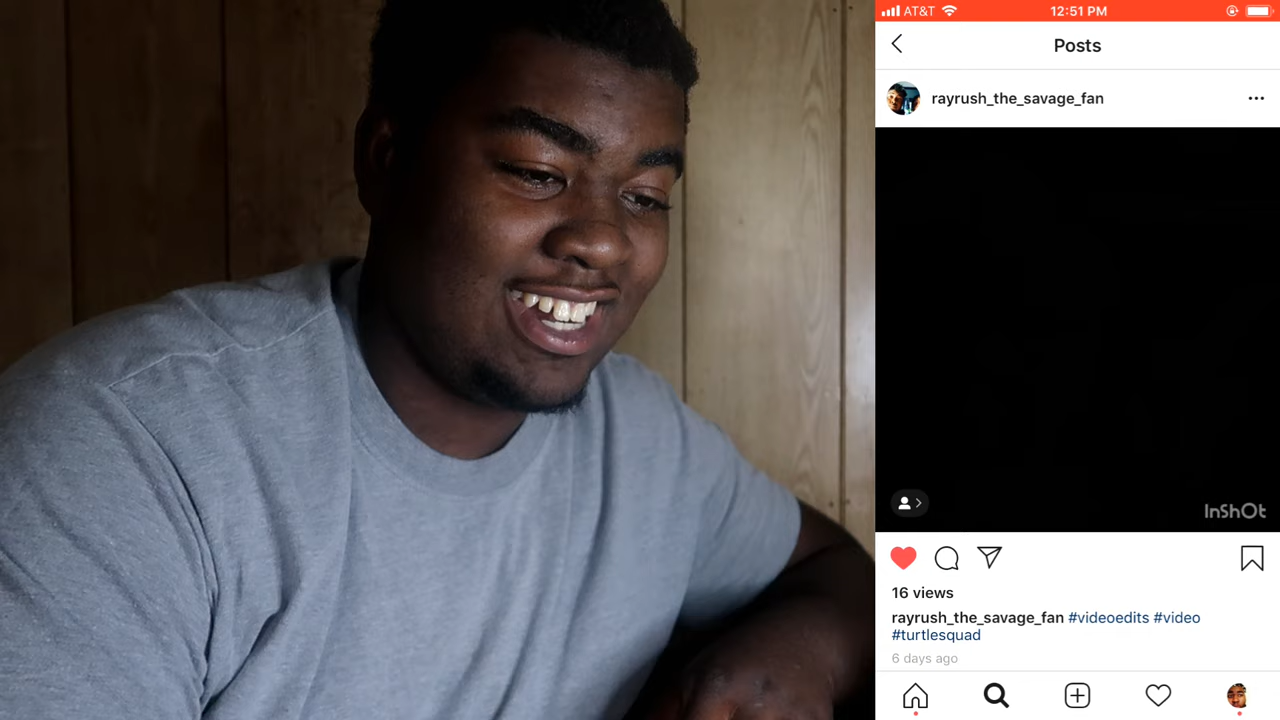 AT&T 12:51 PM
Posts
rayrush_the_savage_fan
InShOt
16 views
rayrush_the_savage_fan #videoedits #video
#turtlesquad
6 days ago